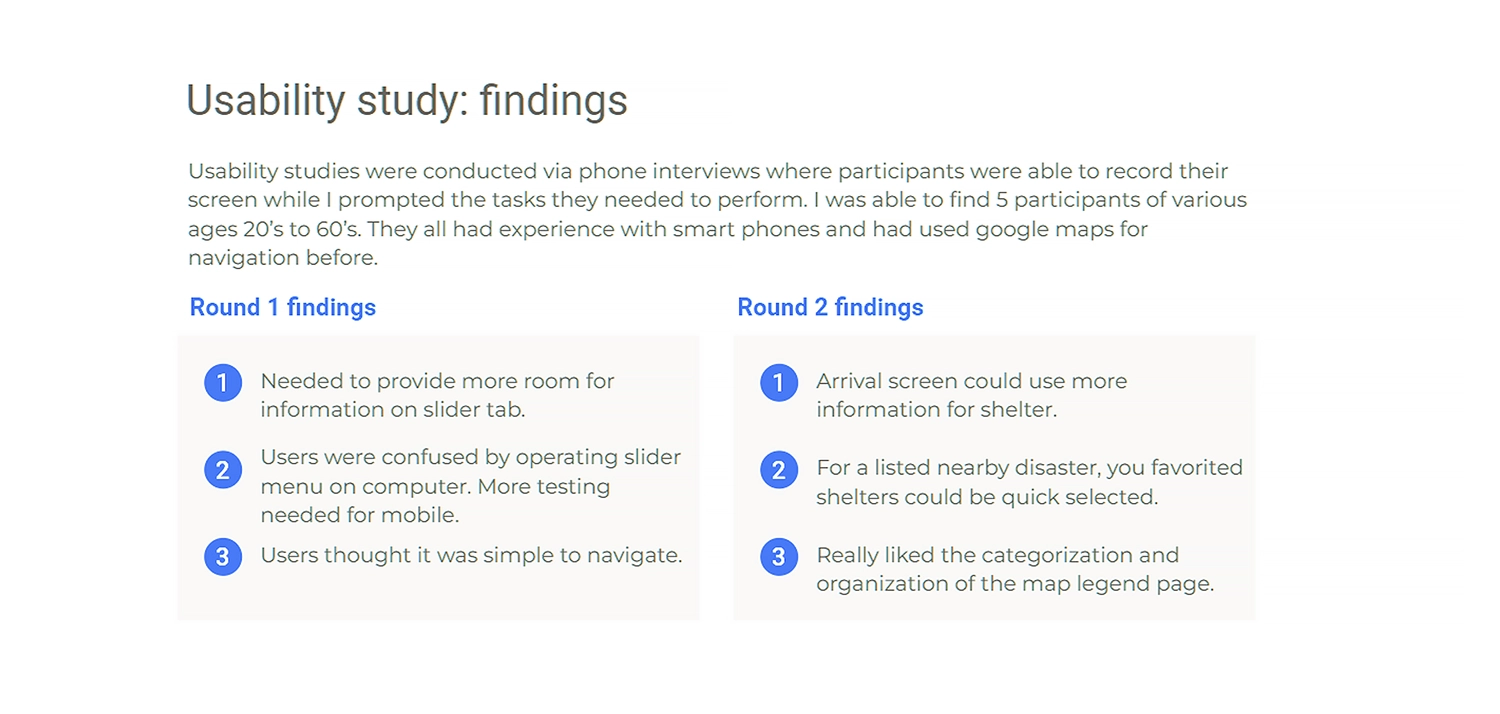 Usability study: findings
Usability studies were conducted via phone interviews where participants were able to record their
screen while I prompted the tasks they needed to perform. I was able to find 5 participants of various
ages 20's to 60's. They all had experience with smart phones and had used google maps for
navigation before.
Round 1 findings
1 Needed to provide more room for
information on slider tab.
2 Users were confused by operating slider
menu on computer. More testing
needed for mobile.
3 Users thought it was simple to navigate.
Round 2 findings
1 Arrival screen could use more
information for shelter.
2 For a listed nearby disaster, you favorited
shelters could be quick selected.
3 Really liked the categorization and
organization of the map legend page.